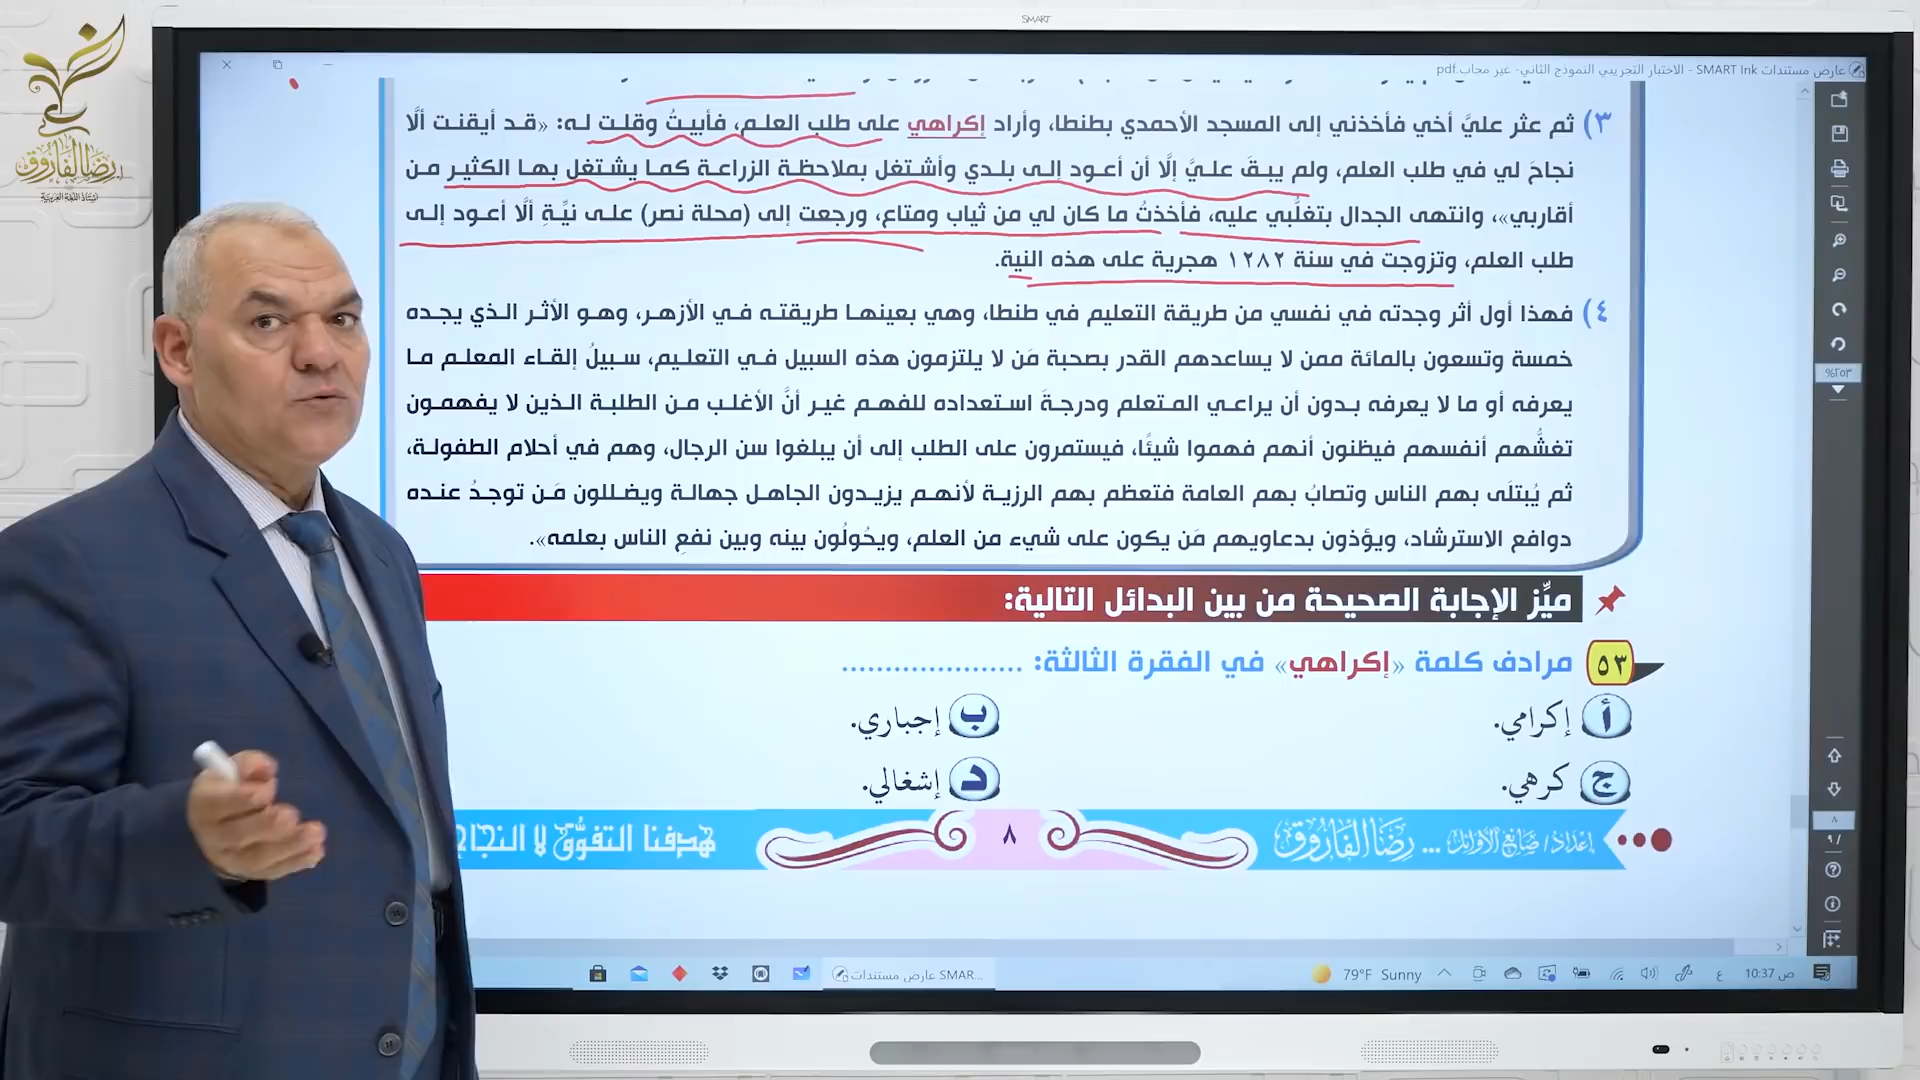 SMART
عارض مستندات SMART Ink - الاختبار التجريبي النموذج الثاني- غير مجاب.pdf
رضا الفاروق
أستاذ اللغة العربية
٣) ثم عثر عليَّ أخي فأخذني إلى المسجد الأحمدي بطنطا، وأراد إكراهي على طلب العلم، فأبيتُ وقلت له: «قد أيقنت ألَّا
نجاحَ لي في طلب العلم، ولم يبقَ عليَّ إلَّا أن أعود إلى بلدي وأشتغل بملاحظة الزراعة كما يشتغل بها الكثير من
أقاربي»، وانتهى الجدال بتغلُّبي عليه، فأخذتُ ما كان لي من ثياب ومتاع، ورجعت إلى (محلة نصر) على نيَّةِ ألَّا أعود إلى
طلب العلم، وتزوجت في سنة ١٢٨٢ هجرية على هذه النية.
٤) فهذا أول أثر وجدته في نفسي من طريقة التعليم في طنطا، وهي بعينها طريقته في الأزهر، وهو الأثر الذي يجده
خمسة وتسعون بالمائة ممن لا يساعدهم القدر بصحبة مَن لا يلتزمون هذه السبيل في التعليم، سبيلُ إلقاء المعلم ما
يعرفه أو ما لا يعرفه بدون أن يراعي المتعلم ودرجةَ استعداده للفهم غير أنَّ الأغلب من الطلبة الذين لا يفهمون
تغشُّهم أنفسهم فيظنون أنهم فهموا شيئًا، فيستمرون على الطلب إلى أن يبلغوا سن الرجال، وهم في أحلام الطفولة،
ثم يُبتلَى بهم الناس وتصابُ بهم العامة فتعظم بهم الرزية لأنهم يزيدون الجاهل جهالة ويضللون مَن توجدُ عنده
دوافع الاسترشاد، ويؤذون بدعاويهم مَن يكون على شيء من العلم، ويحُولُون بينه وبين نفعِ الناس بعلمه».
ميِّز الإجابة الصحيحة من بين البدائل التالية:
٥٣ مرادف كلمة «إكراهي» في الفقرة الثالثة: .....................
أ إكرامي. ب إجباري.
ج كرهي. د إشغالي.
إعداد/ صانع الأوائل ... رضا الفاروق ٨ هدفنا التفوُّق لا النجاح
٢٥٣%
٨
/ ٩
عارض مستندات SMAR...
79°F Sunny
ع
10:37 ص